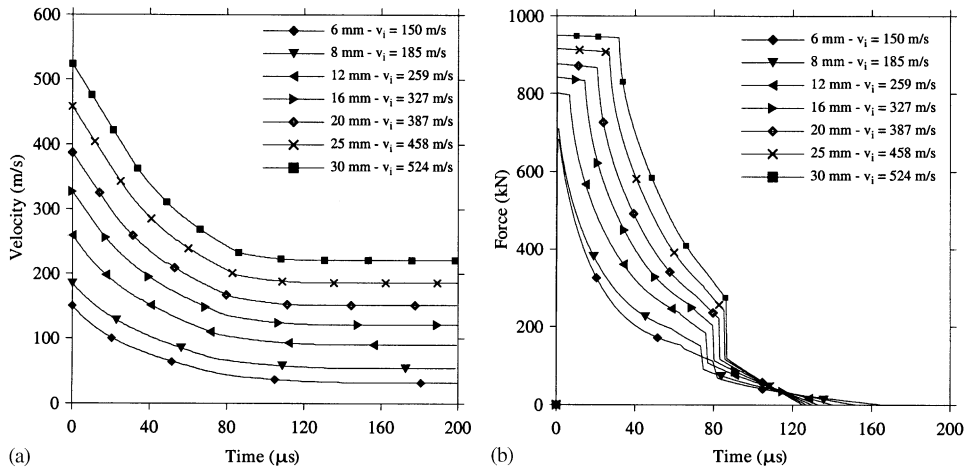 600
500
400
300
200
100
0
Velocity (m/s)
6 mm - vi = 150 m/s
8 mm - vi = 185 m/s
12 mm - vi = 259 m/s
16 mm - vi = 327 m/s
20 mm - vi = 387 m/s
25 mm - vi = 458 m/s
30 mm - vi = 524 m/s
0 40 80 120 160 200
Time (μs)
(a)
1000
800
600
400
200
0
Force (kN)
6 mm - vi = 150 m/s
8 mm - vi = 185 m/s
12 mm - vi = 259 m/s
16 mm - vi = 327 m/s
20 mm - vi = 387 m/s
25 mm - vi = 458 m/s
30 mm - vi = 524 m/s
0 40 80 120 160 200
Time (μs)
(b)